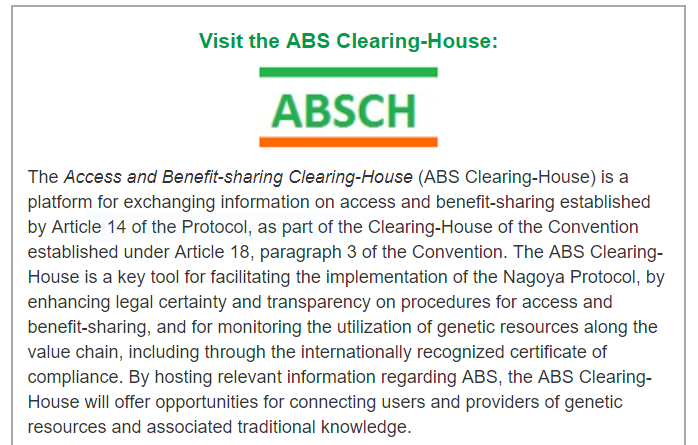 Visit the ABS Clearing-House:
ABSCH
The Access and Benefit-sharing Clearing-House (ABS Clearing-House) is a
platform for exchanging information on access and benefit-sharing established
by Article 14 of the Protocol, as part of the Clearing-House of the Convention
established under Article 18, paragraph 3 of the Convention. The ABS Clearing-
House is a key tool for facilitating the implementation of the Nagoya Protocol, by
enhancing legal certainty and transparency on procedures for access and
benefit-sharing, and for monitoring the utilization of genetic resources along the
value chain, including through the internationally recognized certificate of
compliance. By hosting relevant information regarding ABS, the ABS Clearing-
House will offer opportunities for connecting users and providers of genetic
resources and associated traditional knowledge.